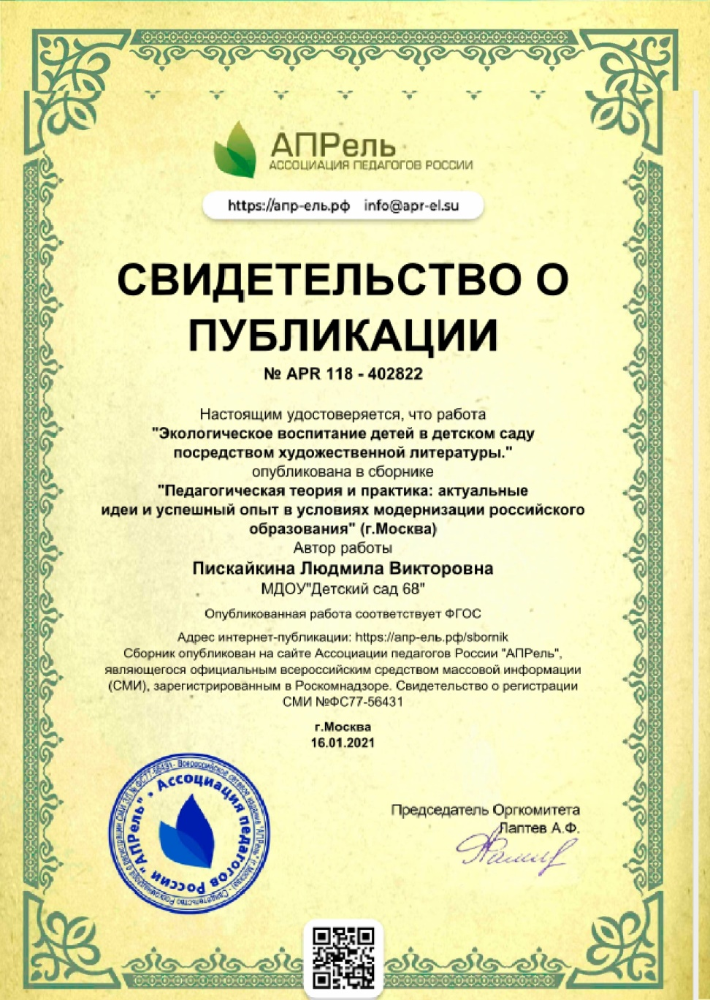 АПРель
АССОЦИАЦИЯ ПЕДАГОГОВ РОССИИ
https://апр-ель.рф info@apr-el.su
СВИДЕТЕЛЬСТВО О
ПУБЛИКАЦИИ
№ APR 118 - 402822
Настоящим удостоверяется, что работа
"Экологическое воспитание детей в детском саду
посредством художественной литературы."
опубликована в сборнике
"Педагогическая теория и практика: актуальные
идеи и успешный опыт в условиях модернизации российского
образования" (г.Москва)
Автор работы
Пискайкина Людмила Викторовна
МДОУ"Детский сад 68"
Опубликованная работа соответствует ФГОС
Адрес интернет-публикации: https://апр-ель.рф/sbornik
Сборник опубликован на сайте Ассоциации педагогов России "АПРель",
являющегося официальным всероссийским средством массовой информации
(СМИ), зарегистрированным в Роскомнадзоре. Свидетельство о регистрации
СМИ №ФС77-56431
г.Москва
16.01.2021
Ассоциация педагогов России "АПРель"
Председатель Оргкомитета
Лаптев А.Ф.